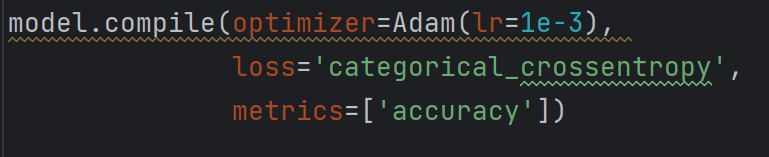 model.compile(optimizer=Adam(lr=1e-3),
loss='categorical_crossentropy',
metrics=['accuracy'])